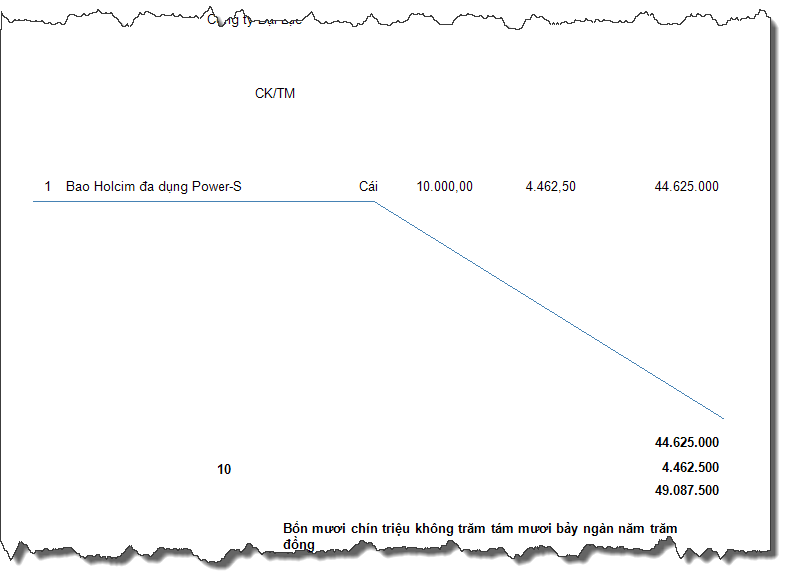 CK/TM
1 Bao Holcim đa dụng Power-S Cái 10.000,00 4.462,50 44.625.000
44.625.000
10 4.462.500
49.087.500
Bốn mươi chín triệu không trăm tám mươi bảy ngàn năm trăm
đồng